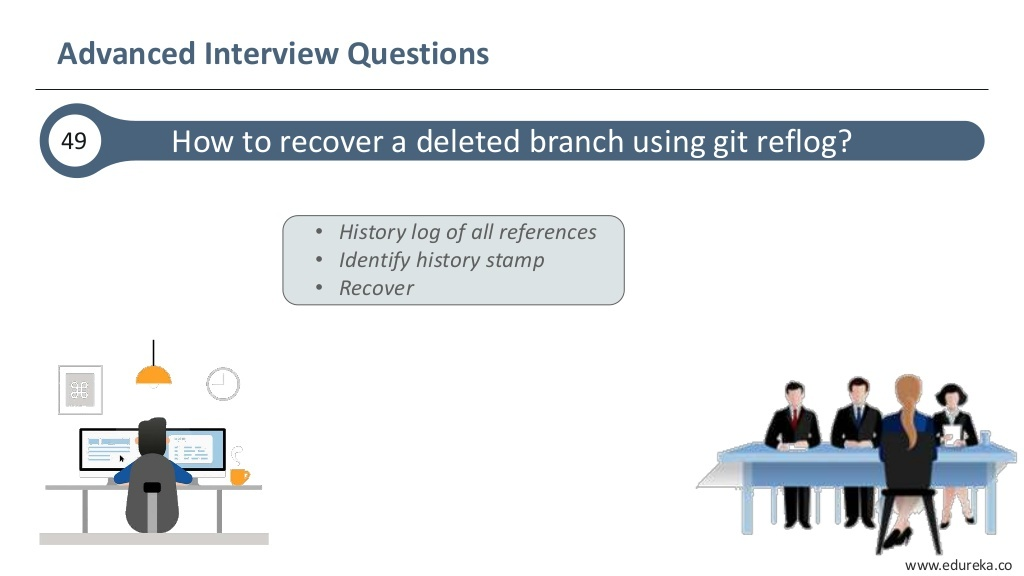 Advanced Interview Questions
49
How to recover a deleted branch using git reflog?
• History log of all references
• Identify history stamp
• Recover
www.edureka.co